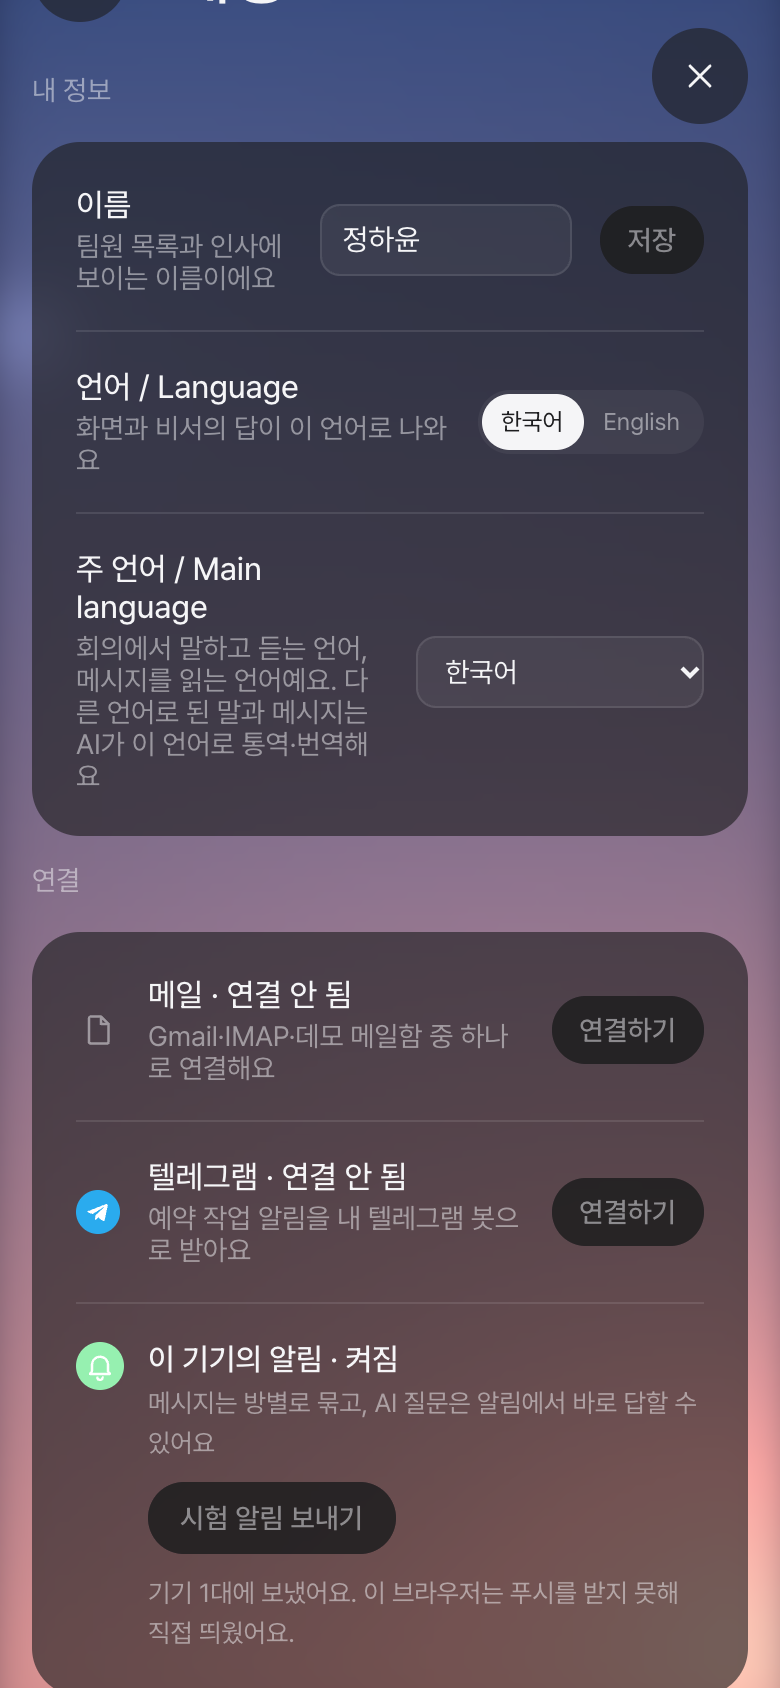 내 정보
이름
팀원 목록과 인사에
보이는 이름이에요
정하윤
저장
언어 / Language
화면과 비서의 답이 이 언어로 나와
요
한국어
English
주 언어 / Main
language
회의에서 말하고 듣는 언어,
메시지를 읽는 언어예요. 다
른 언어로 된 말과 메시지는
AI가 이 언어로 통역·번역해
요
한국어
연결
메일 · 연결 안 됨
Gmail·IMAP·데모 메일함 중 하나
로 연결해요
연결하기
텔레그램 · 연결 안 됨
예약 작업 알림을 내 텔레그램 봇으
로 받아요
연결하기
이 기기의 알림 · 켜짐
메시지는 방별로 묶고, AI 질문은 알림에서 바로 답할 수
있어요
시험 알림 보내기
기기 1대에 보냈어요. 이 브라우저는 푸시를 받지 못해
직접 띄웠어요.